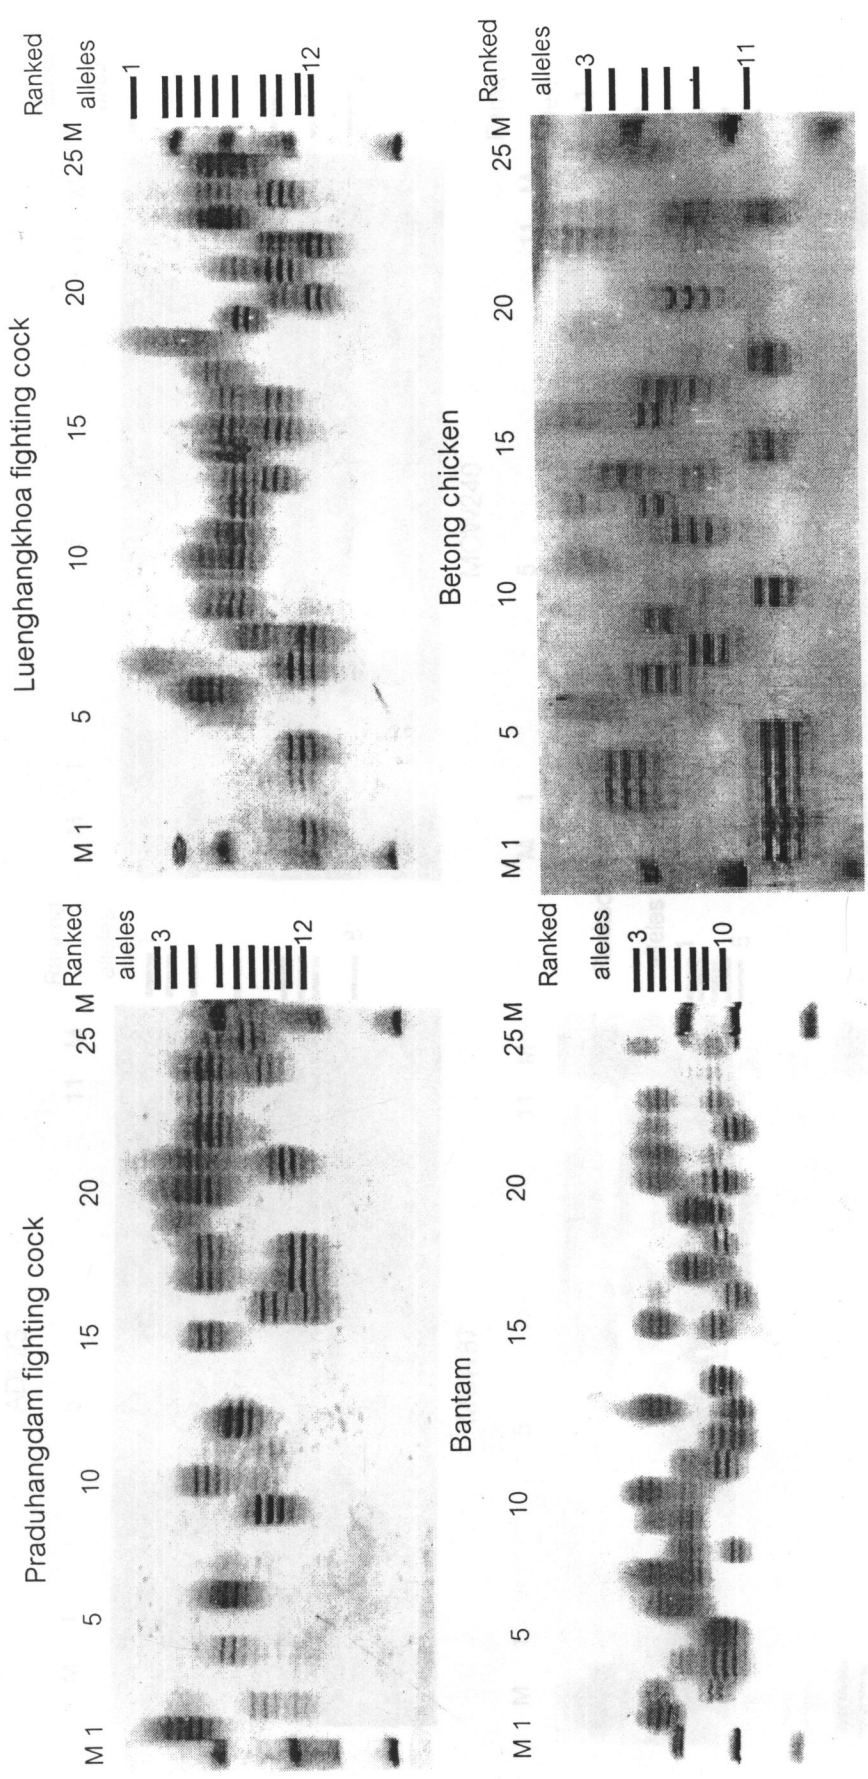 Praduhangdam fighting cock
M 1 5 10 15 20 25 M
Ranked
alleles
3
12
Luenghangkhoa fighting cock
M 1 5 10 15 20 25 M
Ranked
alleles
1
12
Bantam
M 1 5 10 15 20 25 M
Ranked
alleles
3
10
Betong chicken
M 1 5 10 15 20 25 M
Ranked
alleles
3
11